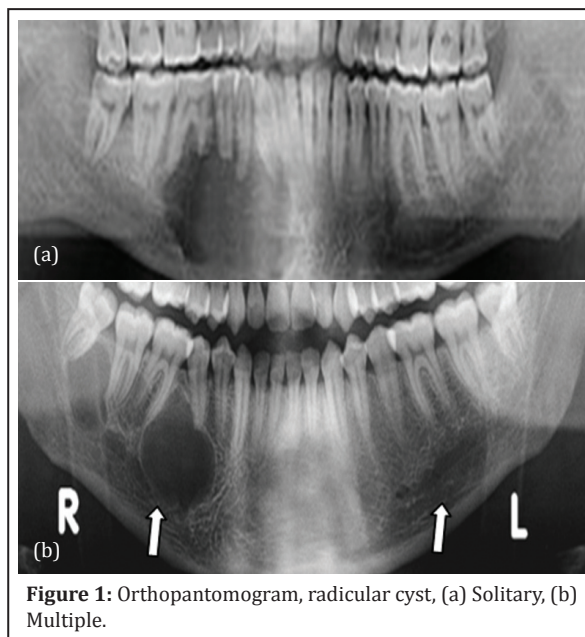 (a)
R
L
(b)
Figure 1: Orthopantomogram, radicular cyst, (a) Solitary, (b)
Multiple.